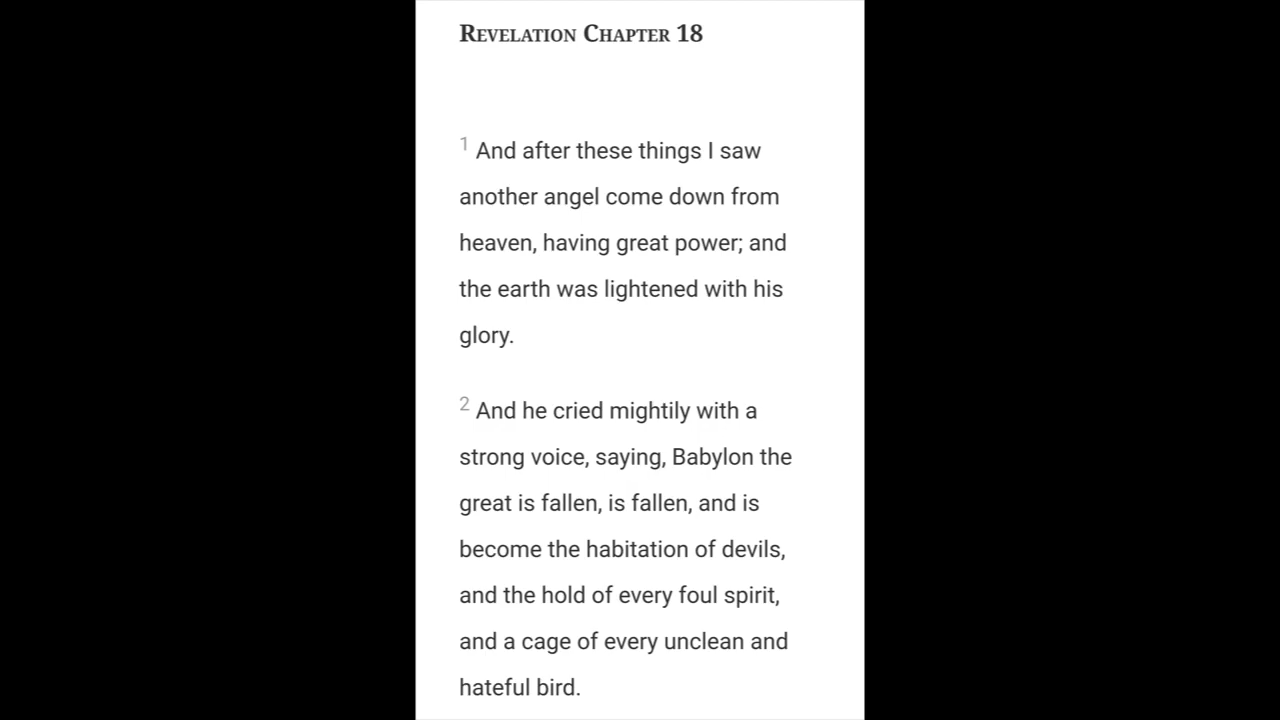 Revelation Chapter 18
1 And after these things I saw
another angel come down from
heaven, having great power; and
the earth was lightened with his
glory.
2 And he cried mightily with a
strong voice, saying, Babylon the
great is fallen, is fallen, and is
become the habitation of devils,
and the hold of every foul spirit,
and a cage of every unclean and
hateful bird.